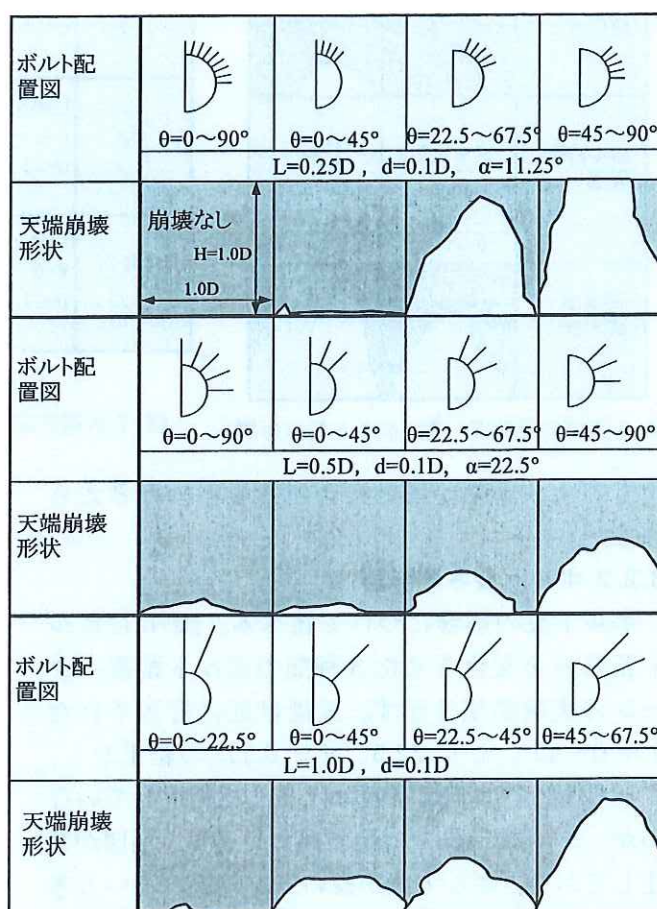 ボルト配
置図
θ=0～90°
θ=0～45°
θ=22.5～67.5°
θ=45～90°
L=0.25D , d=0.1D, α=11.25°
天端崩壊
形状
崩壊なし
H=1.0D
1.0D
ボルト配
置図
θ=0～90°
θ=0～45°
θ=22.5～67.5°
θ=45～90°
L=0.5D, d=0.1D, α=22.5°
天端崩壊
形状
ボルト配
置図
θ=0～22.5°
θ=0～45°
θ=22.5～45°
θ=45～67.5°
L=1.0D , d=0.1D
天端崩壊
形状